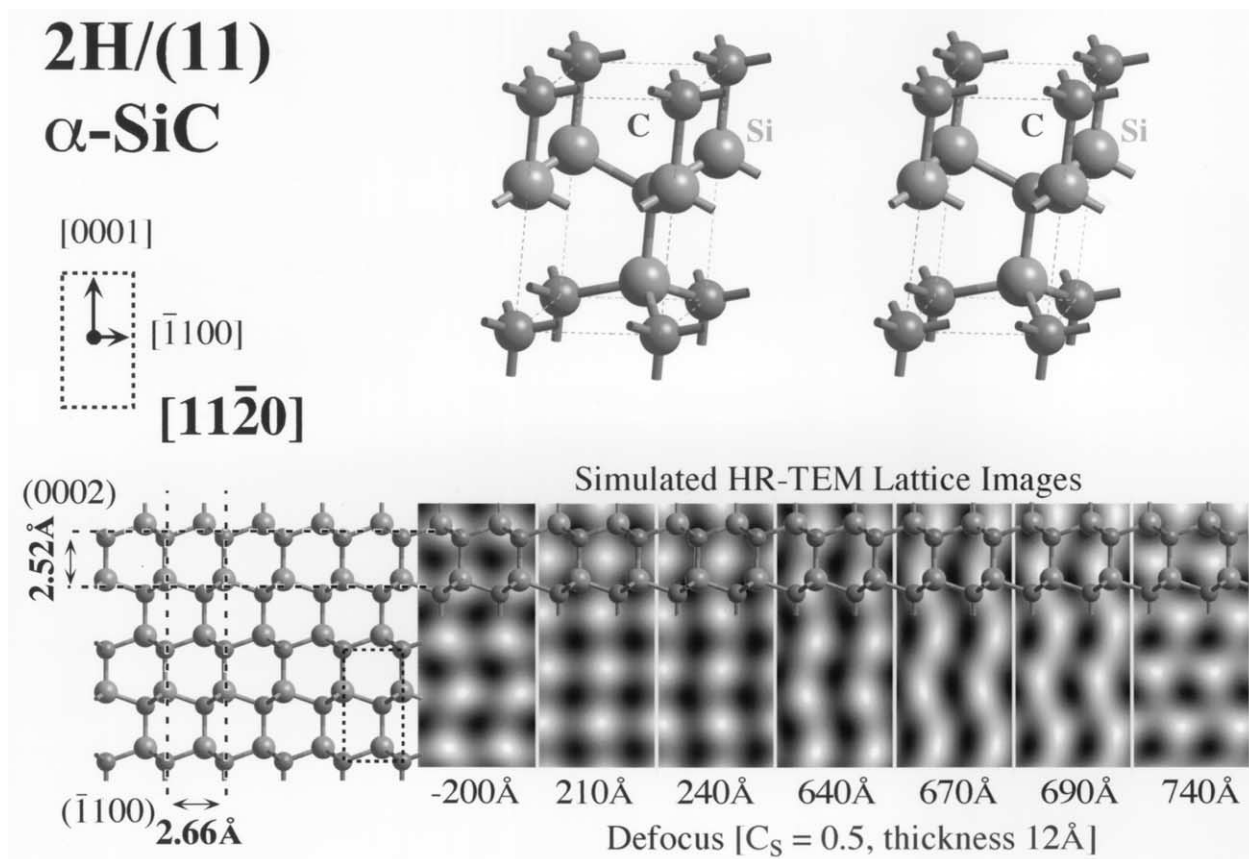 2H/(11)
α-SiC
C
Si
C
Si
[0001]
[1̄100]
[112̄0]
Simulated HR-TEM Lattice Images
(0002)
2.52Å
(1̄100)
2.66Å
-200Å
210Å
240Å
640Å
670Å
690Å
740Å
Defocus [C_S = 0.5, thickness 12Å]